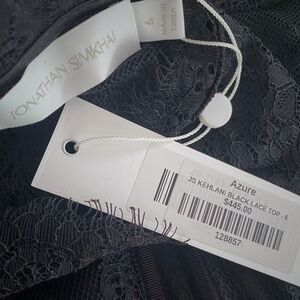 JONATHAN SIMKHAI
6
Azure
JS KEHLANI BLACK LACE TOP - 6
$445.00
128857